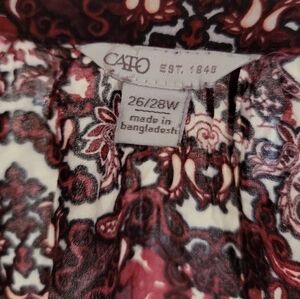 CATO EST. 1946
26/28W
made in
bangladesh